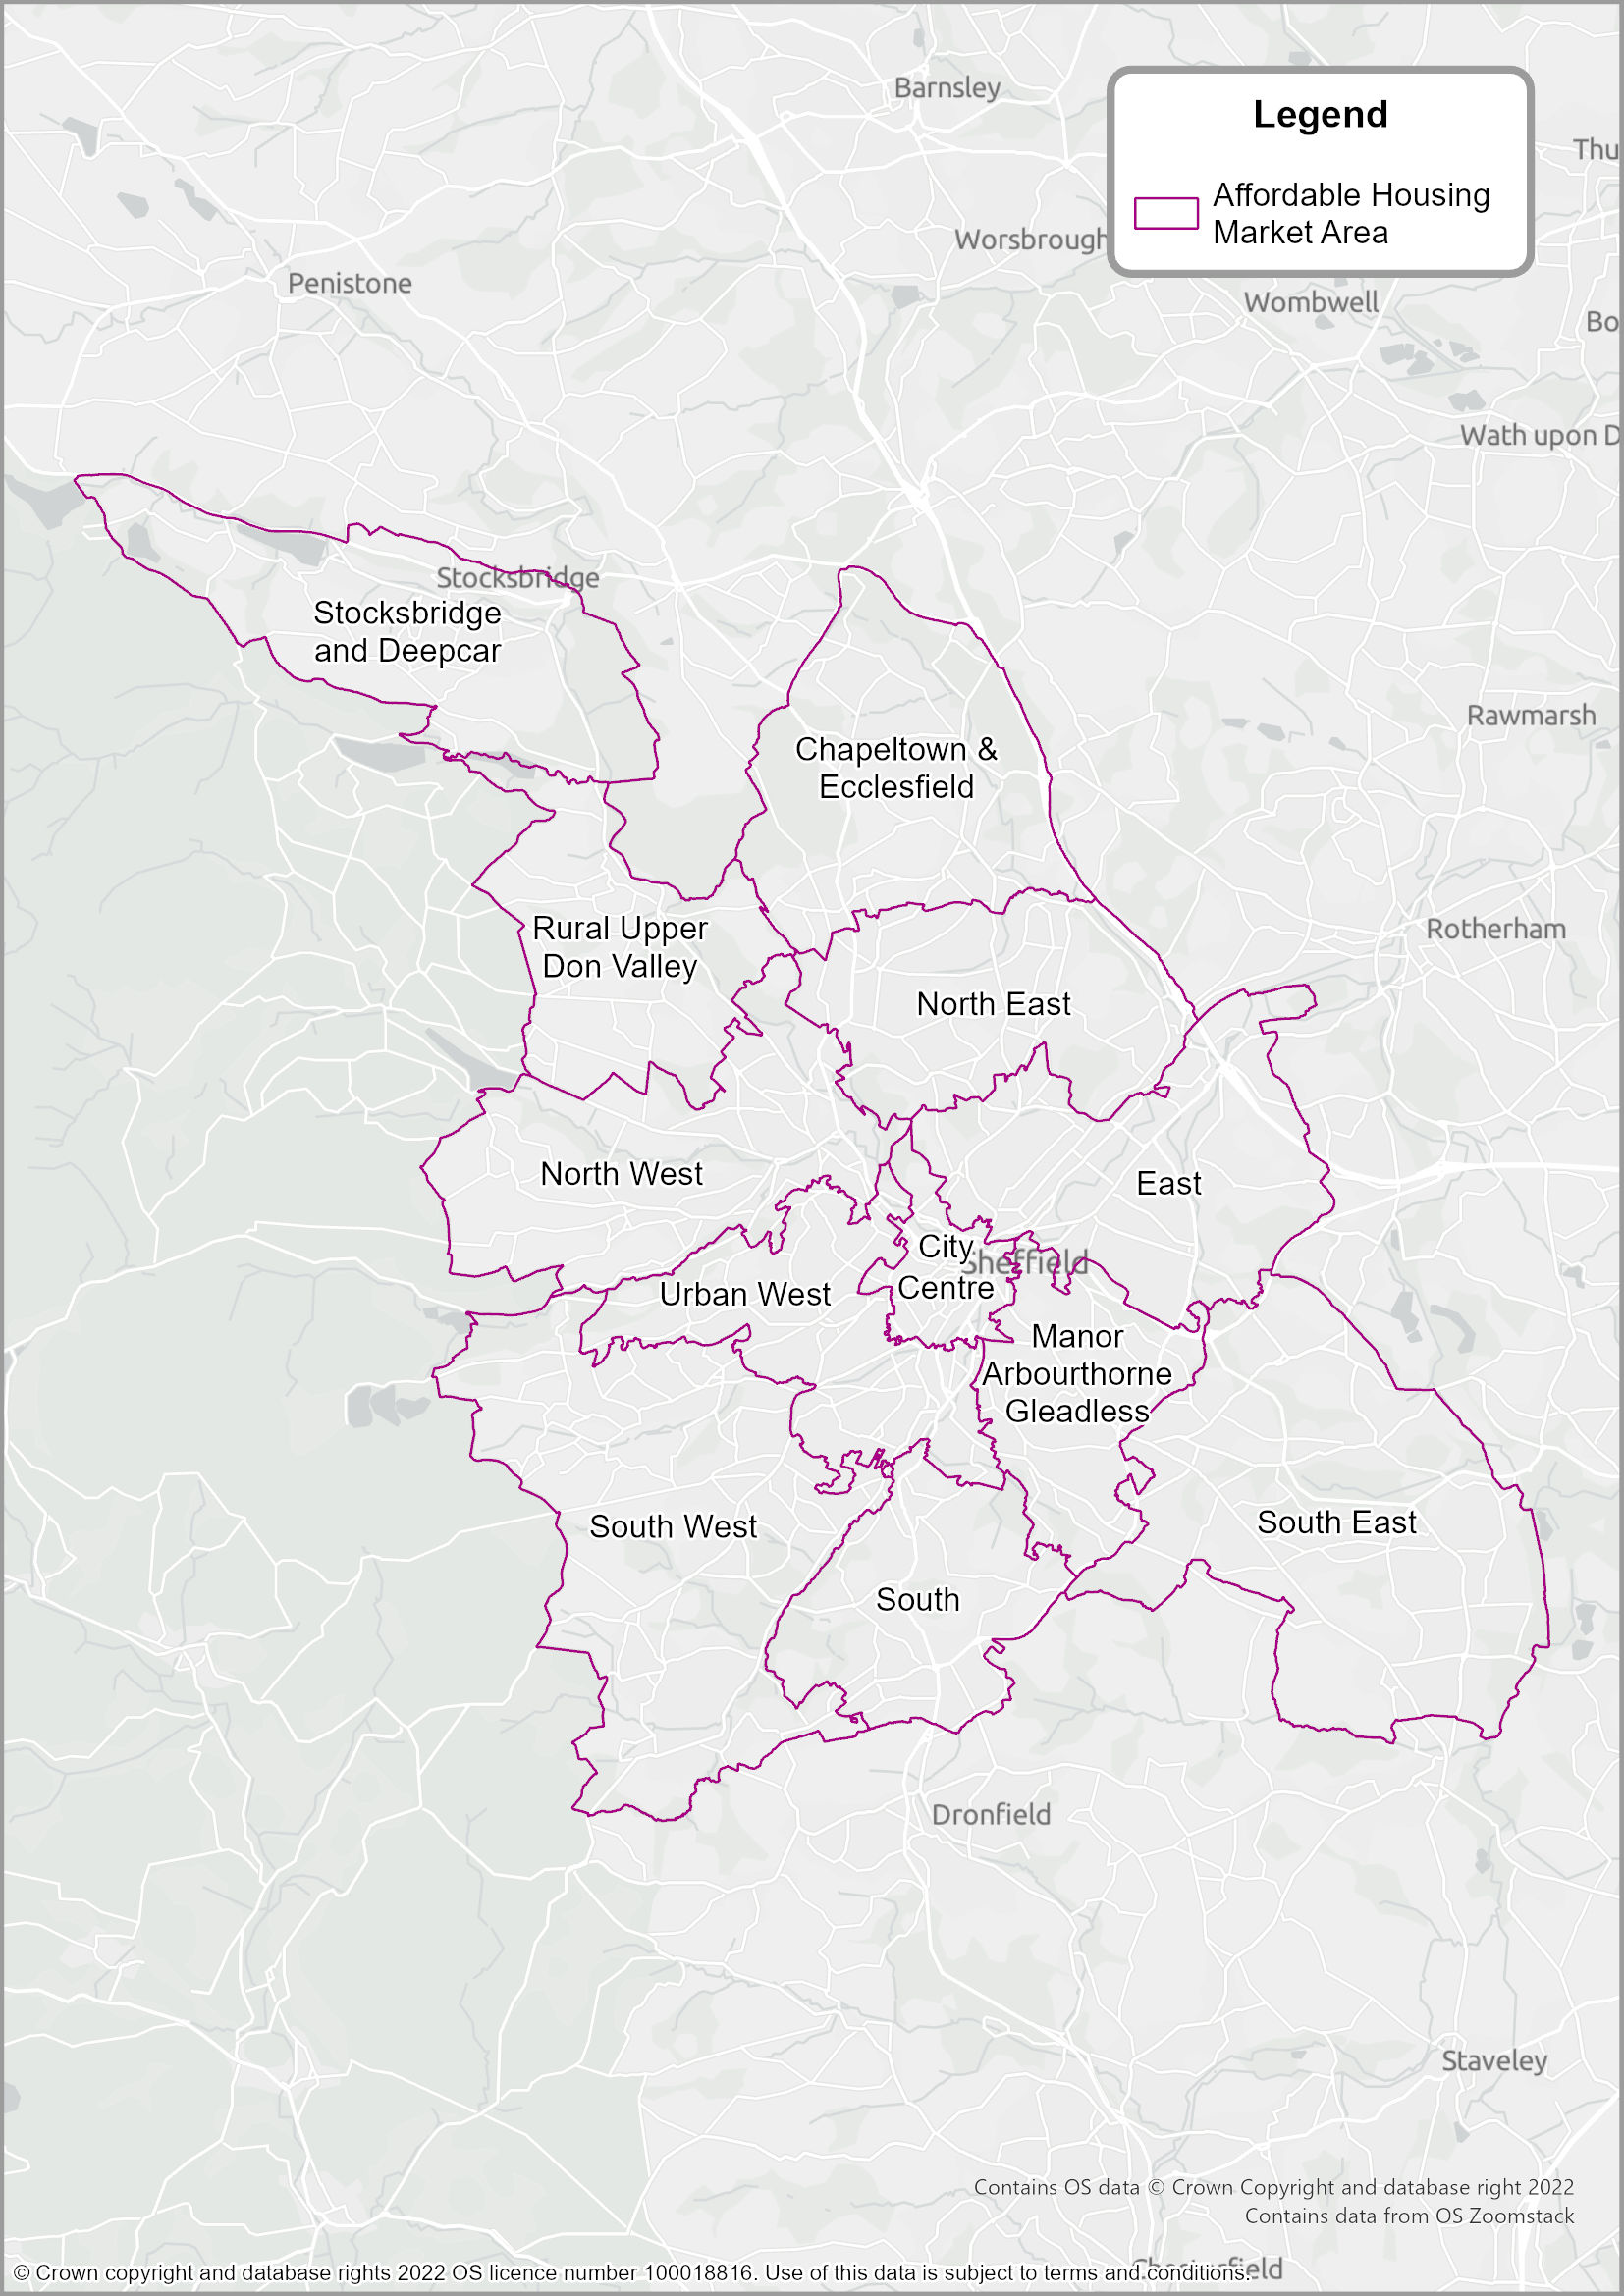 Barnsley
Legend
Affordable Housing
Market Area
Thu
Worsbrough
Penistone
Wombwell
Bo
Wath upon D
Stocksbridge
Stocksbridge
and Deepcar
Rawmarsh
Chapeltown &
Ecclesfield
Rural Upper
Don Valley
Rotherham
North East
North West
East
City
Centre
Sheffield
Urban West
Manor
Arbourthorne
Gleadless
South West
South East
South
Dronfield
Staveley
Contains OS data © Crown Copyright and database right 2022
Contains data from OS Zoomstack
Chesterfield
© Crown copyright and database rights 2022 OS licence number 100018816. Use of this data is subject to terms and conditions.